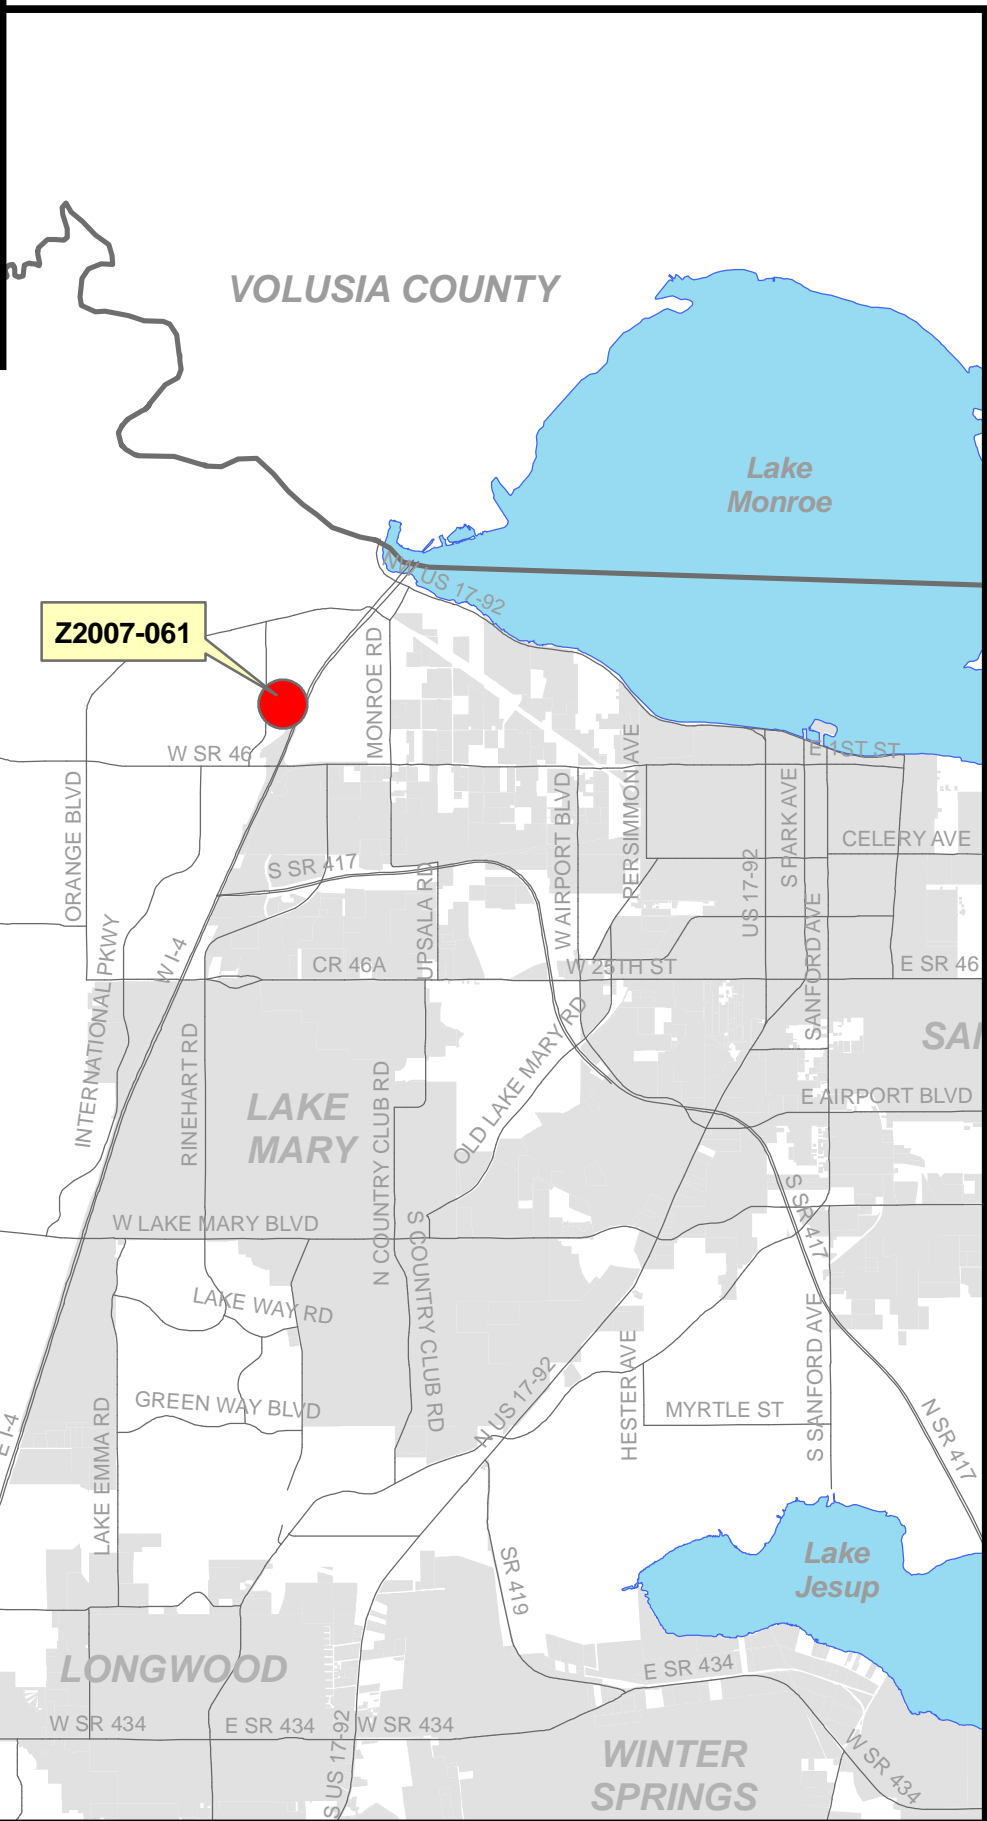 VOLUSIA COUNTY
Lake
Monroe
NW US 17-92
Z2007-061
MONROE RD
W SR 46
E 1ST ST
ORANGE BLVD
W AIRPORT BLVD
PERSIMMON AVE
S PARK AVE
CELERY AVE
S SR 417
UPSALA RD
US 17-92
SANFORD AVE
INTERNATIONAL PKWY
W I-4
CR 46A
W 25TH ST
E SR 46
RINEHART RD
OLD LAKE MARY RD
LAKE
MARY
N COUNTRY CLUB RD
E AIRPORT BLVD
W LAKE MARY BLVD
S COUNTRY CLUB RD
S SR 417
LAKE WAY RD
HESTER AVE
S SANFORD AVE
GREEN WAY BLVD
N US 17-92
MYRTLE ST
N SR 417
E I-4
LAKE EMMA RD
SR 419
Lake
Jesup
LONGWOOD
E SR 434
W SR 434
E SR 434
W SR 434
S US 17-92
WINTER
SPRINGS
W SR 434